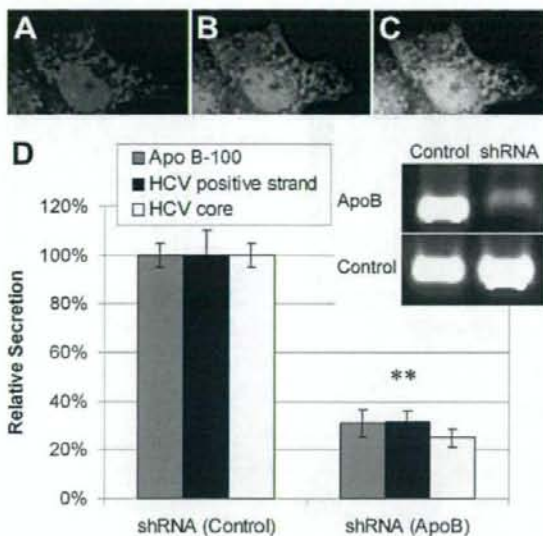 A
B
C
D
Apo B-100
HCV positive strand
HCV core
Control shRNA
ApoB
Control
120%
100%
80%
60%
40%
20%
0%
Relative Secretion
**
shRNA (Control)
shRNA (ApoB)